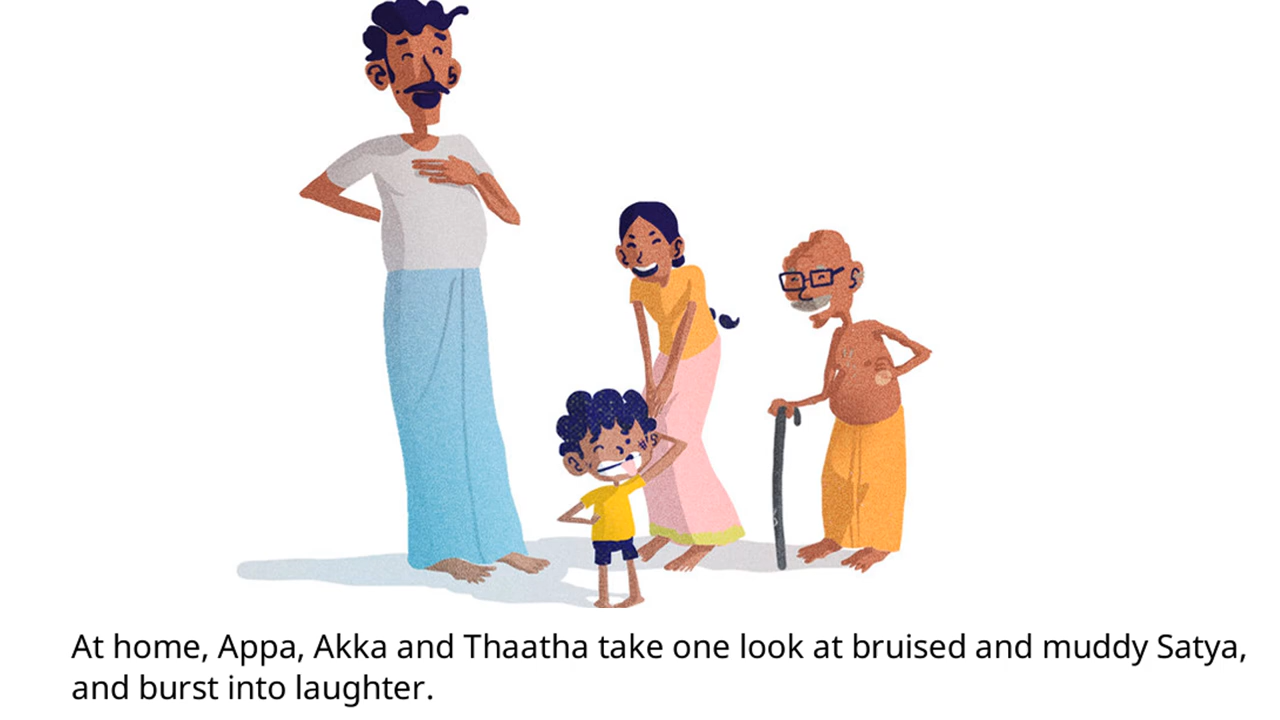 At home, Appa, Akka and Thaatha take one look at bruised and muddy Satya,
and burst into laughter.